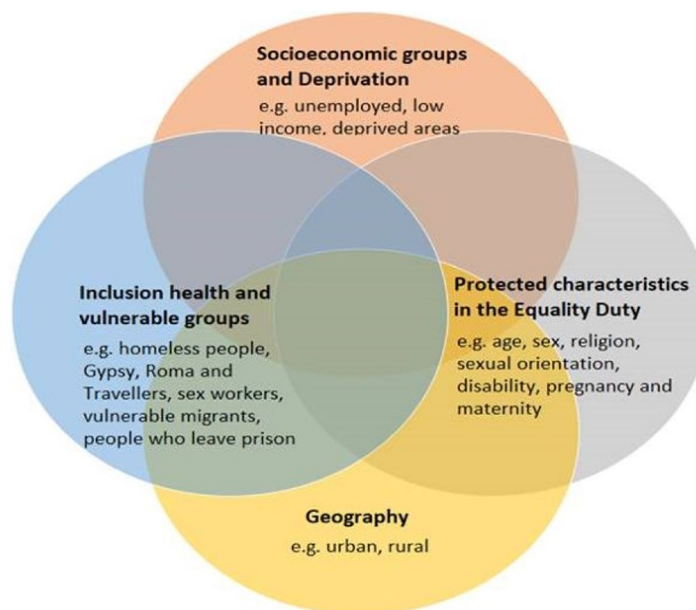 Socioeconomic groups
and Deprivation
e.g. unemployed, low
income, deprived areas
Inclusion health and
vulnerable groups
e.g. homeless people,
Gypsy, Roma and
Travellers, sex workers,
vulnerable migrants,
people who leave prison
Protected characteristics
in the Equality Duty
e.g. age, sex, religion,
sexual orientation,
disability, pregnancy and
maternity
Geography
e.g. urban, rural